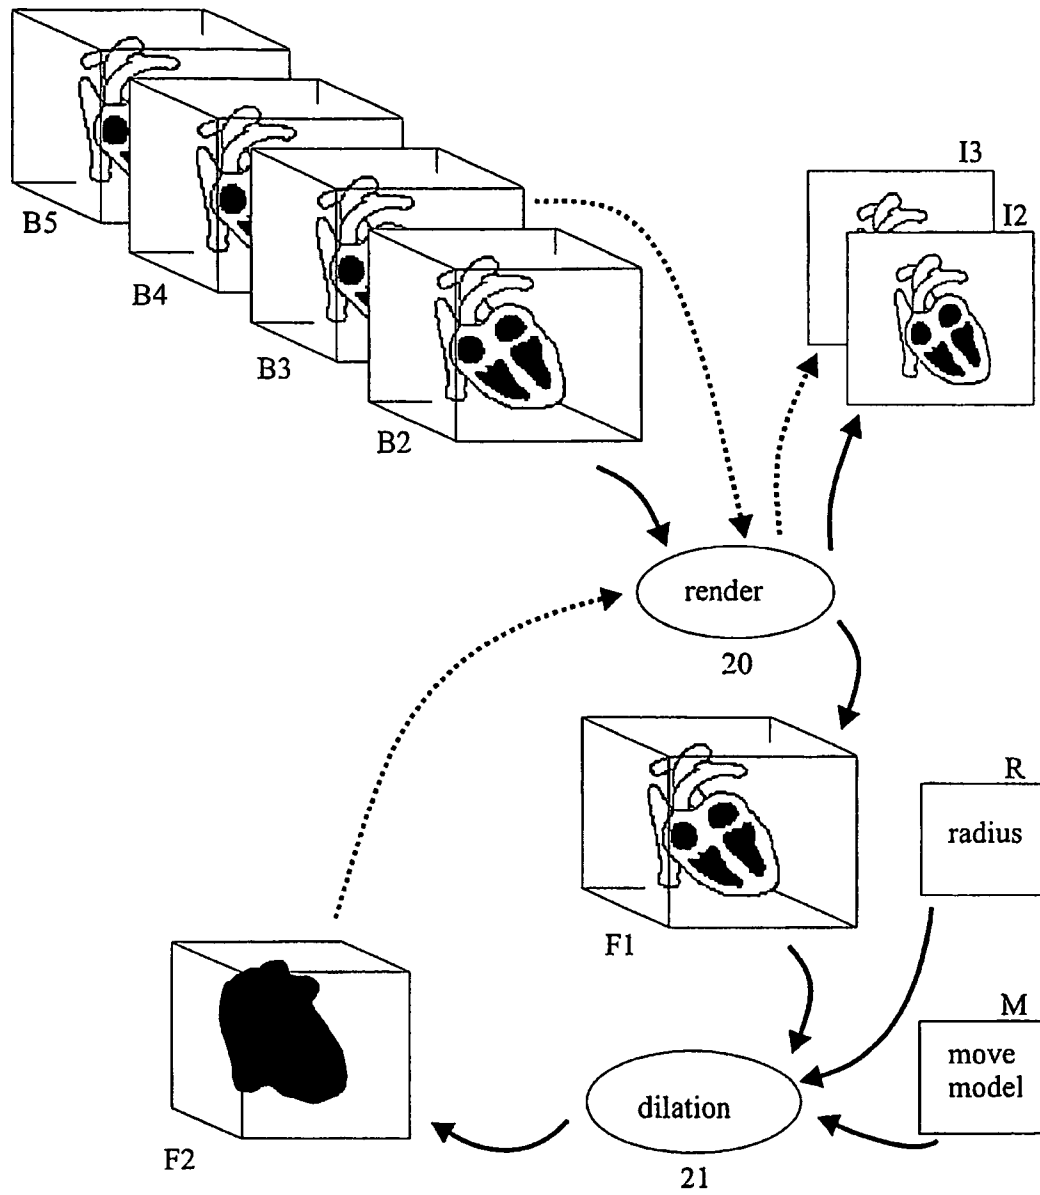 I3
I2
B5
B4
B3
B2
render
20
R
radius
F1
M
move
model
dilation
21
F2